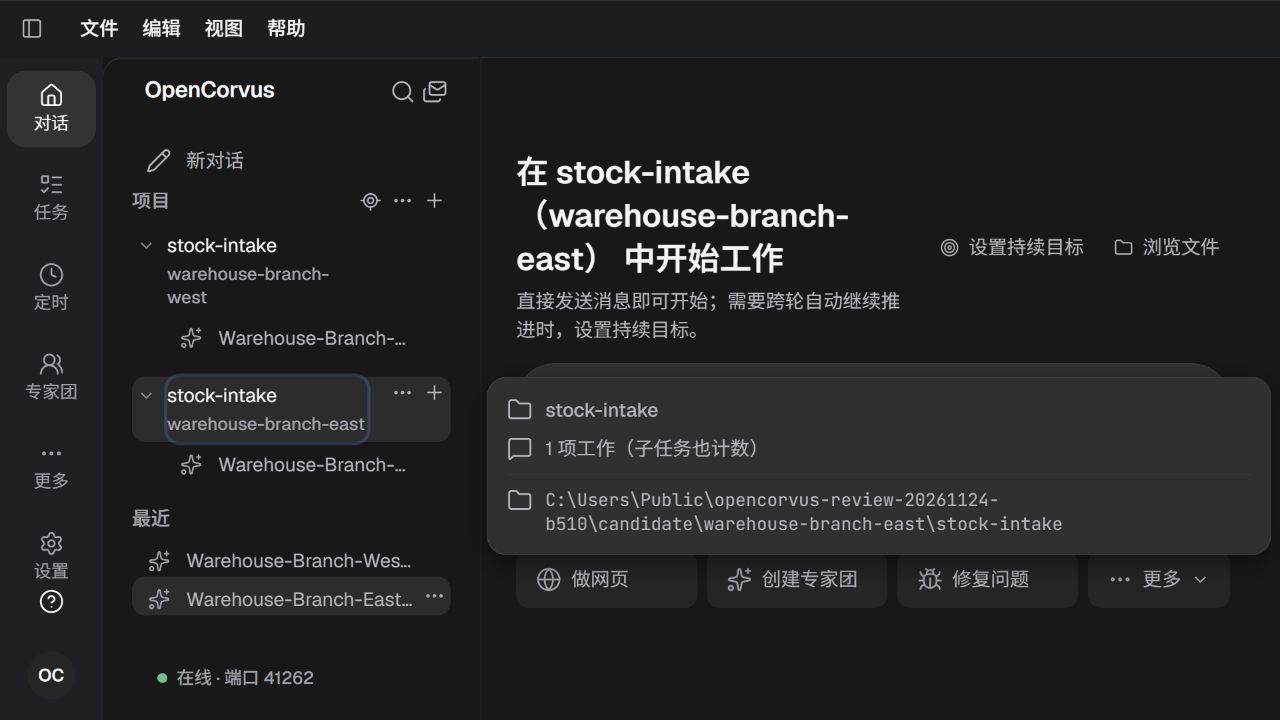 文件 编辑 视图 帮助
对话
任务
定时
专家团
更多
设置
OC
OpenCorvus
新对话
项目
stock-intake
warehouse-branch-
west
Warehouse-Branch-...
stock-intake
warehouse-branch-east
Warehouse-Branch-...
最近
Warehouse-Branch-Wes...
Warehouse-Branch-East...
在线 · 端口 41262
在 stock-intake
（warehouse-branch-
east） 中开始工作
直接发送消息即可开始；需要跨轮自动继续推
进时，设置持续目标。
设置持续目标 浏览文件
stock-intake
1 项工作（子任务也计数）
C:\Users\Public\opencorvus-review-20261124-
b510\candidate\warehouse-branch-east\stock-intake
做网页 创建专家团 修复问题 更多